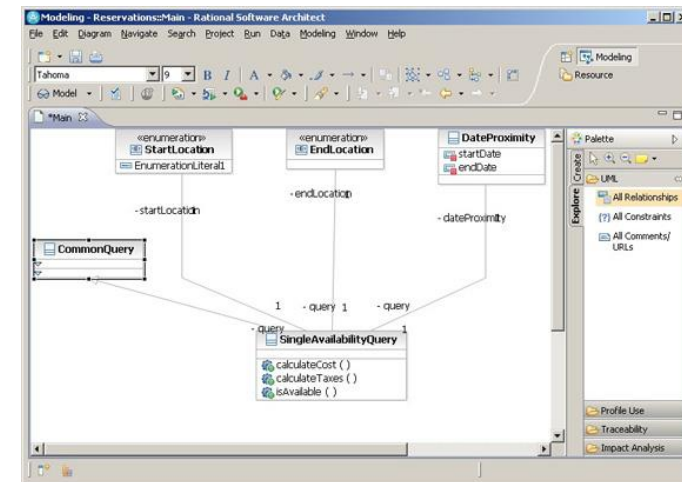 Modeling - Reservations::Main - Rational Software Architect
File Edit Diagram Navigate Search Project Run Data Modeling Window Help
Modeling
Tahoma 9 B I A Resource
Model
*Main
Palette
«enumeration» «enumeration» DateProximity
StartLocation EndLocation startDate
EnumerationLiteral1 endDate
Create
Explore
UML
All Relationships
{?} All Constraints
All Comments/
URLs
- endLocation
- startLocation
- dateProximity
CommonQuery
1 - query 1 - query
- query 1
SingleAvailabilityQuery
calculateCost ( )
calculateTaxes ( )
isAvailable ( )
Profile Use
Traceability
Impact Analysis